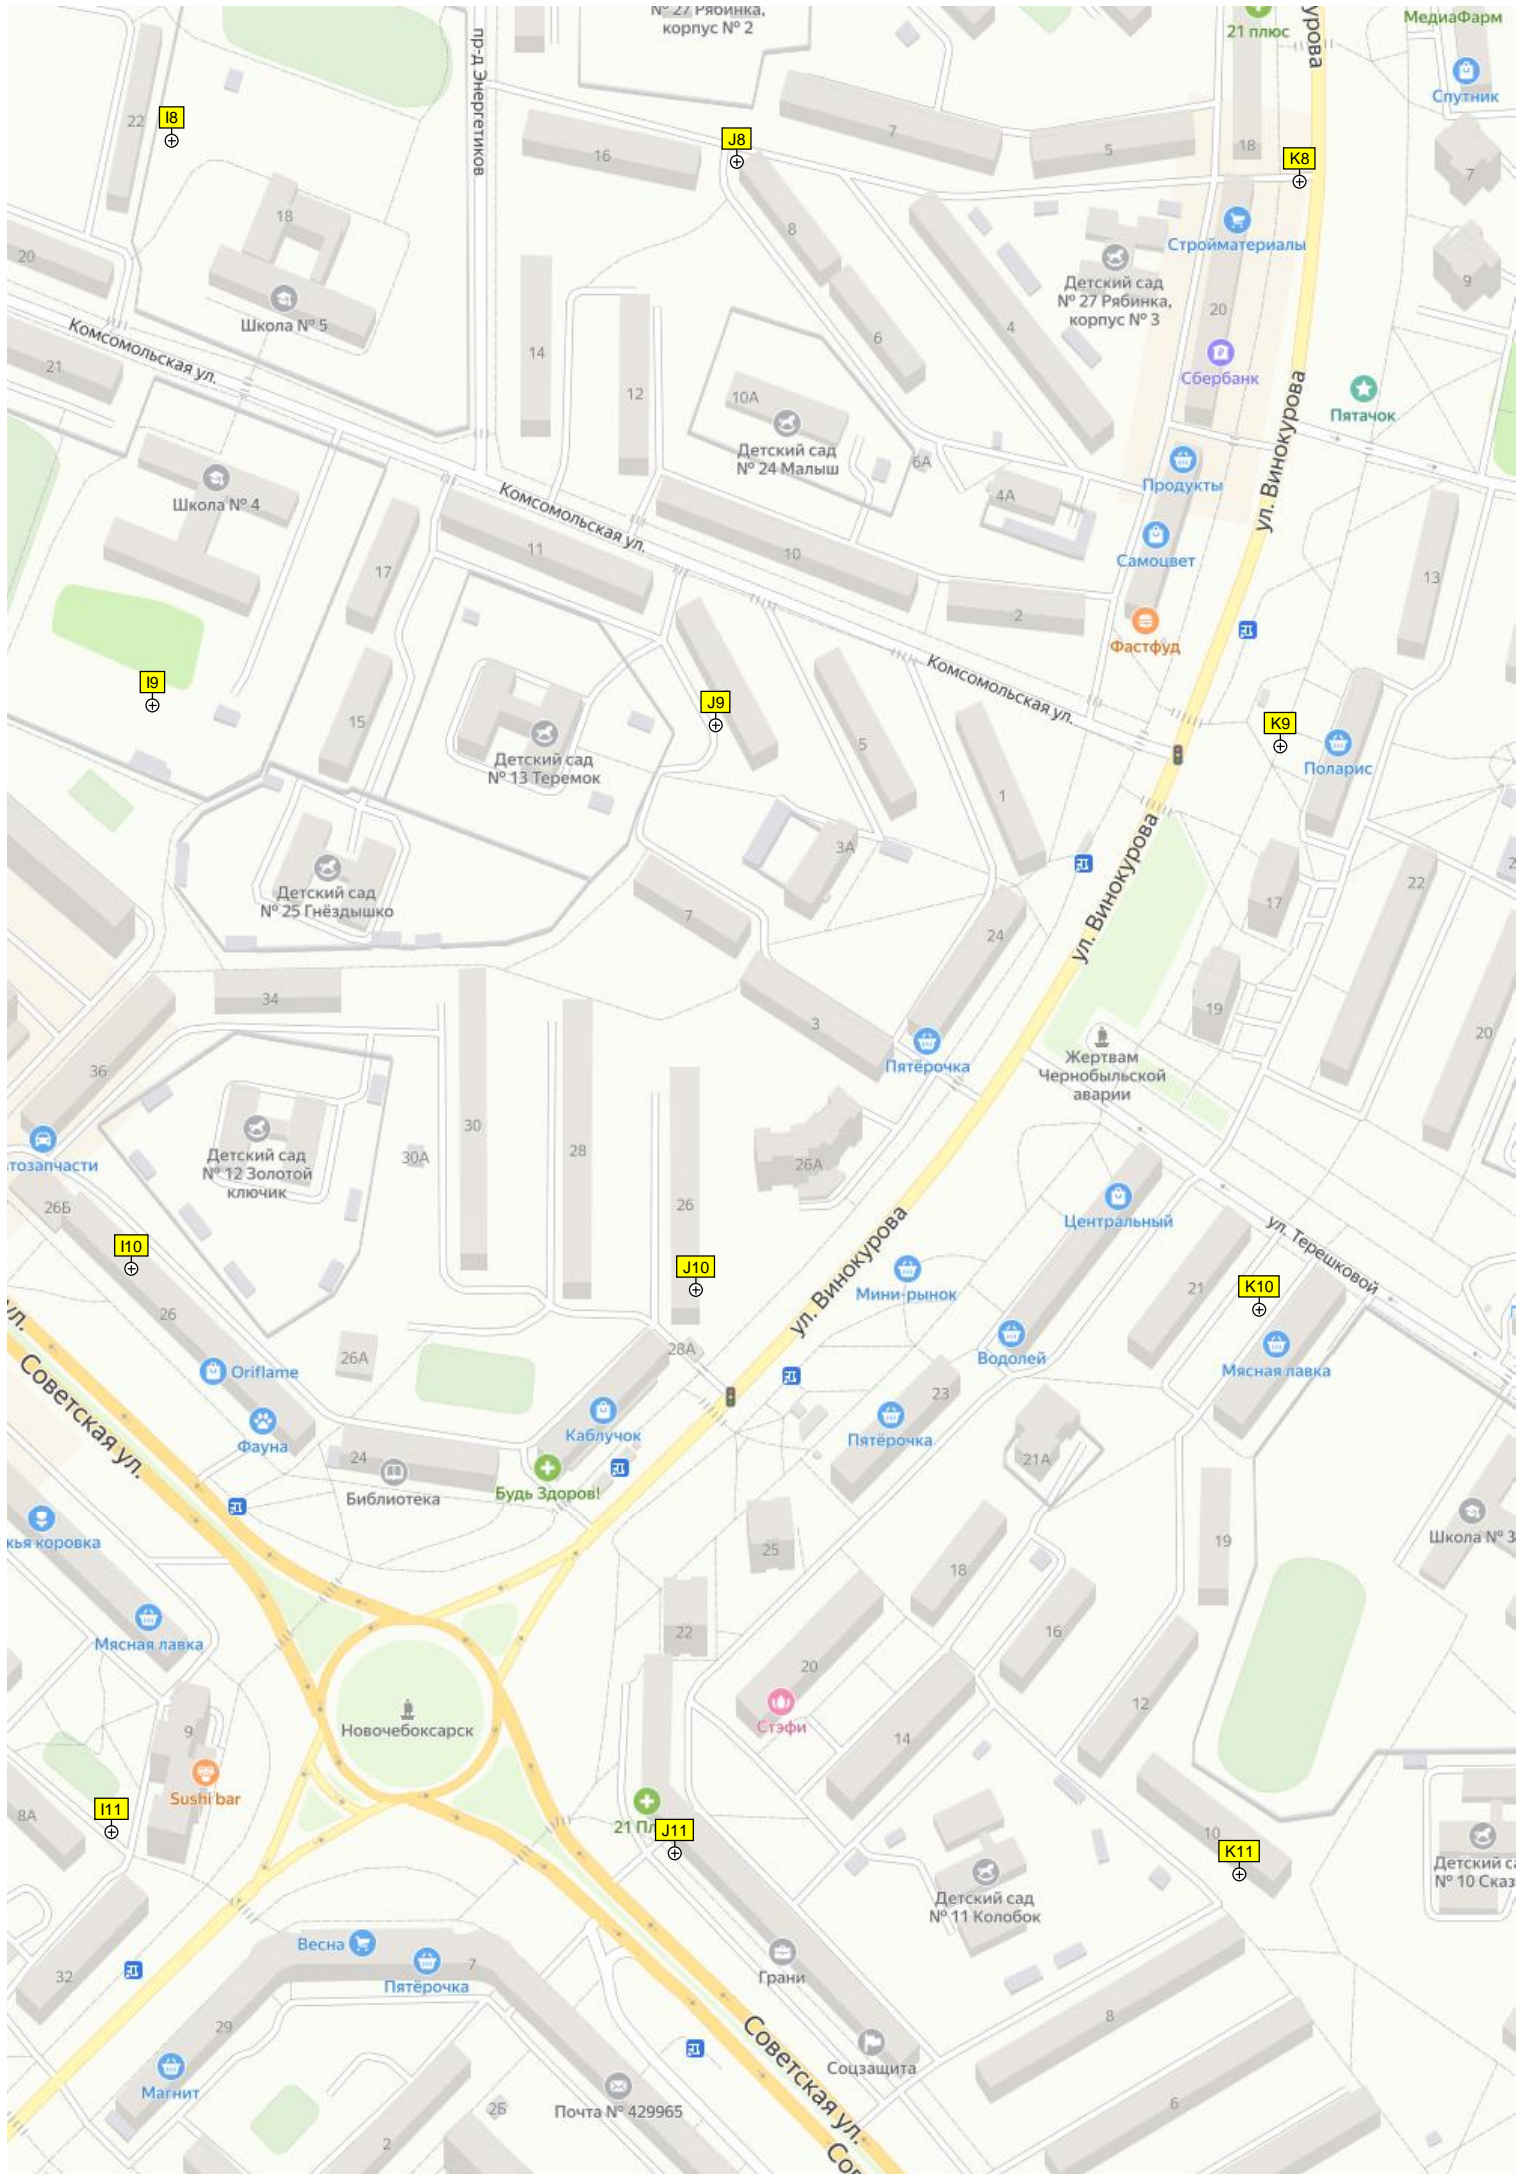 № 27 Рябинка,
корпус № 2
21 плюс
МедиаФарм
Спутник
пр-д Энергетиков
22
I8
16
J8
7
5
18
K8
7
18
8
Стройматериалы
20
Детский сад
№ 27 Рябинка,
корпус № 3
9
Школа № 5
Комсомольская ул.
21
14
12
6
4
20
Сбербанк
10А
Пятачок
Детский сад
№ 24 Малыш
6А
Продукты
ул. Винокурова
Школа № 4
Комсомольская ул.
4А
Самоцвет
17
11
10
13
2
Фастфуд
Комсомольская ул.
I9
J9
K9
15
Детский сад
№ 13 Теремок
5
1
Поларис
3А
22
Детский сад
№ 25 Гнёздышко
7
24
ул. Винокурова
17
34
3
19
20
36
Пятёрочка
Жертвам
Чернобыльской
аварии
30
28
30А
Детский сад
№ 12 Золотой
ключик
26А
тозапчасти
26Б
26
Центральный
ул. Терешковой
I10
J10
K10
ул. Винокурова
Мини-рынок
21
26
Водолей
Советская ул.
Oriflame
26А
28А
Мясная лавка
23
Фауна
Каблучок
Пятёрочка
24
Библиотека
Будь Здоров!
21А
жья коровка
25
19
Школа № 3
18
Мясная лавка
22
16
20
12
9
Новочебоксарск
Стэфи
14
Sushi bar
8А
I11
21 Пл
J11
10
K11
Детский са
№ 10 Сказ
Детский сад
№ 11 Колобок
Весна
7
Пятёрочка
Грани
32
29
8
Советская ул.
Соцзащита
Магнит
2Б
Почта № 429965
6
2
Сов